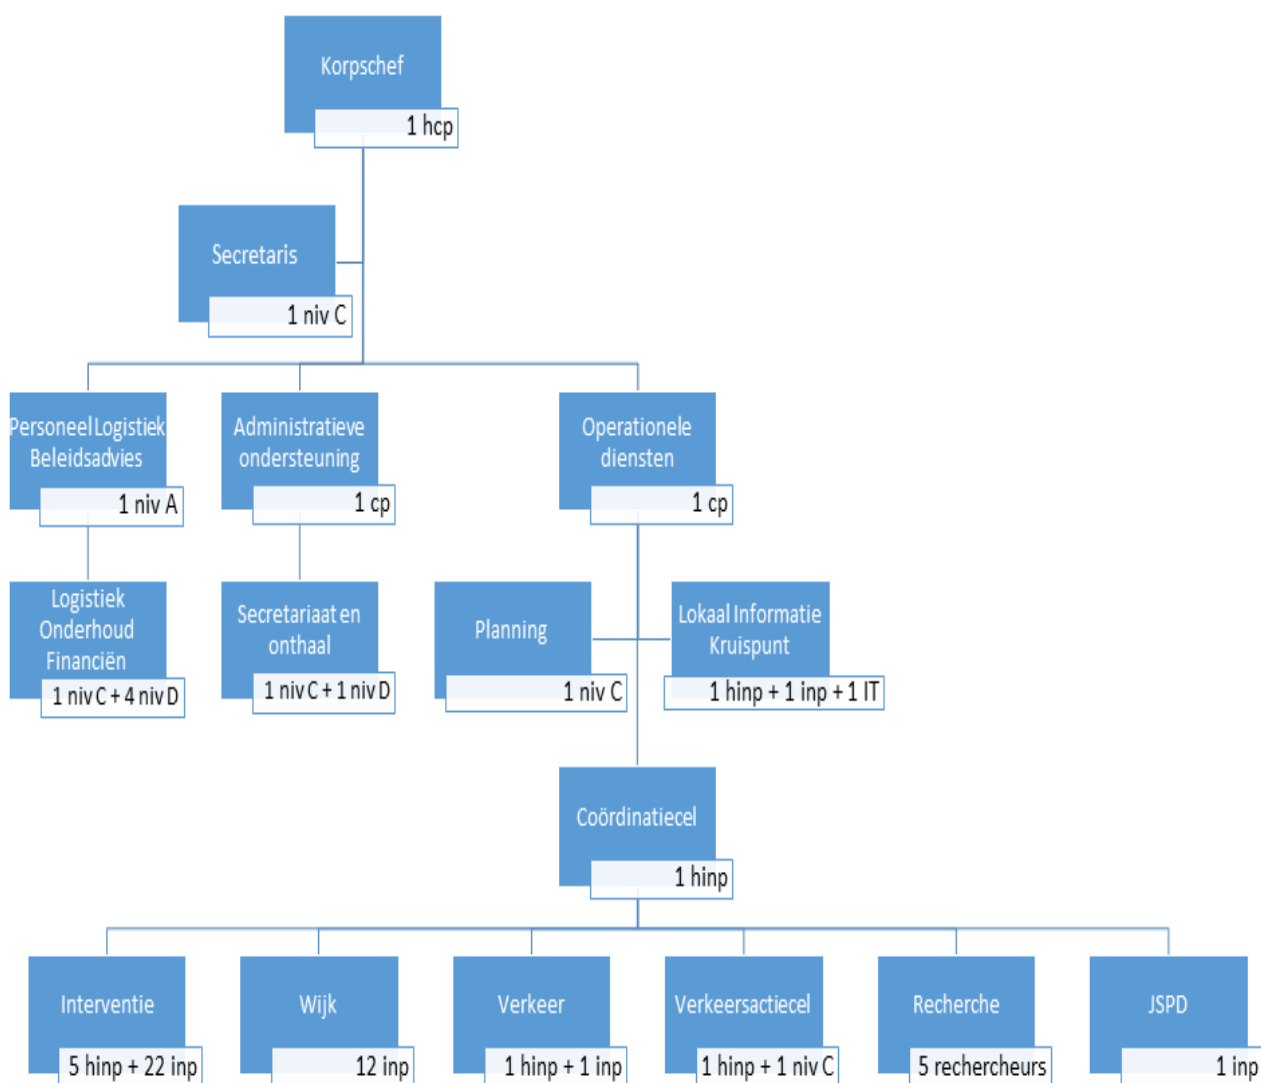 Korpschef
1 hcp
Secretaris
1 niv C
Personeel Logistiek
Beleidsadvies
1 niv A
Administratieve
ondersteuning
1 cp
Operationele
diensten
1 cp
Logistiek
Onderhoud
Financiën
1 niv C + 4 niv D
Secretariaat en
onthaal
1 niv C + 1 niv D
Planning
1 niv C
Lokaal Informatie
Kruispunt
1 hinp + 1 inp + 1 IT
Coördinatiecel
1 hinp
Interventie
5 hinp + 22 inp
Wijk
12 inp
Verkeer
1 hinp + 1 inp
Verkeersactiecel
1 hinp + 1 niv C
Recherche
5 rechercheurs
JSPD
1 inp